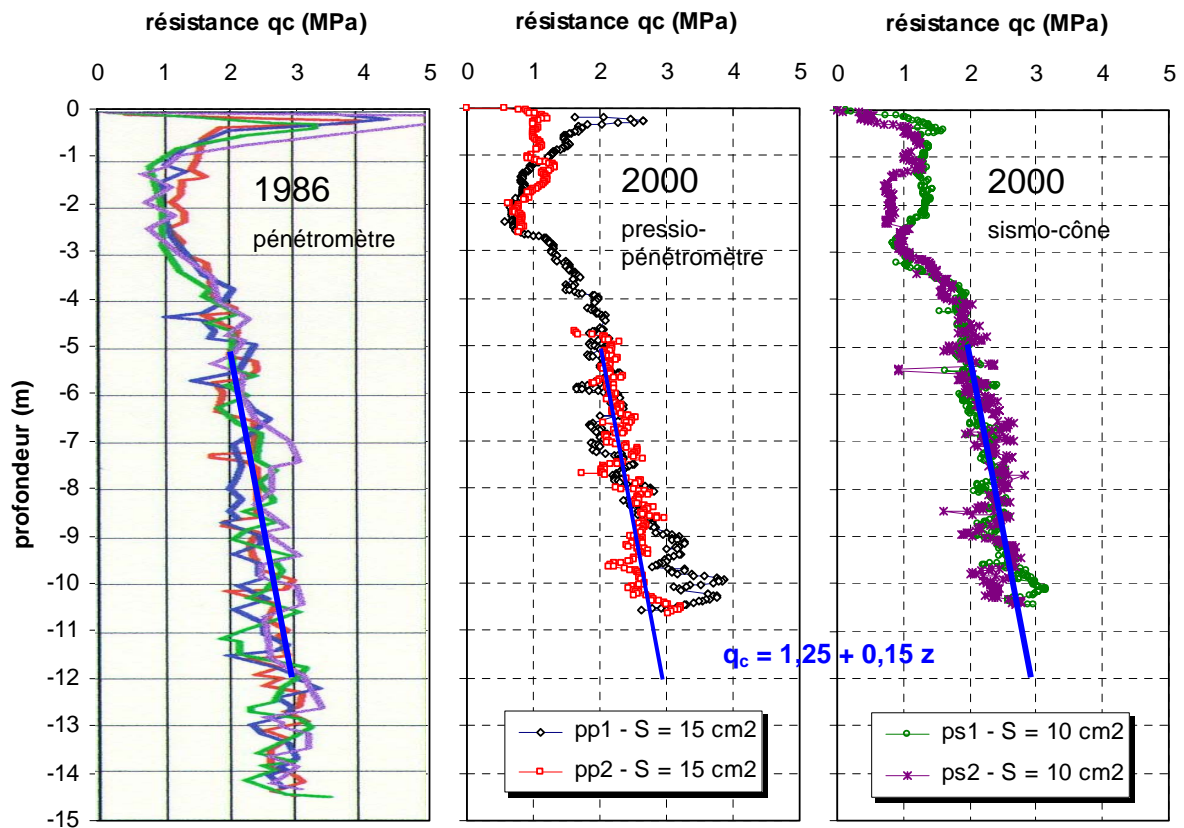 résistance qc (MPa)
résistance qc (MPa)
résistance qc (MPa)
0 1 2 3 4 5
0 1 2 3 4 5
0 1 2 3 4 5
profondeur (m)
0
-1
-2
-3
-4
-5
-6
-7
-8
-9
-10
-11
-12
-13
-14
-15
1986
pénétromètre
2000
pressio-
pénétromètre
2000
sismo-cône
qc = 1,25 + 0,15 z
pp1 - S = 15 cm2
pp2 - S = 15 cm2
ps1 - S = 10 cm2
ps2 - S = 10 cm2